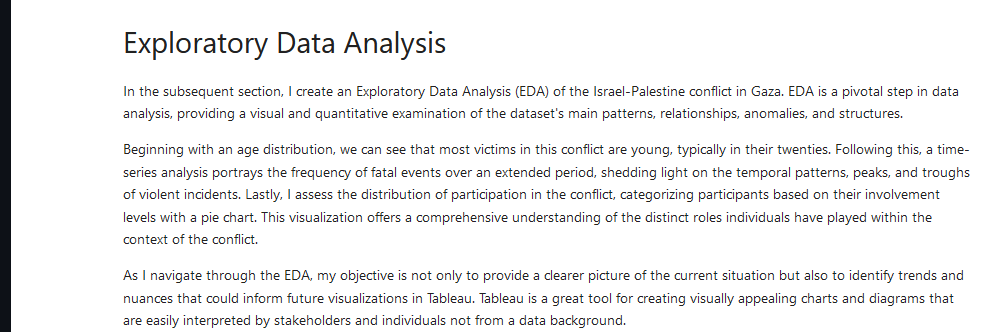 Exploratory Data Analysis
In the subsequent section, I create an Exploratory Data Analysis (EDA) of the Israel-Palestine conflict in Gaza. EDA is a pivotal step in data
analysis, providing a visual and quantitative examination of the dataset's main patterns, relationships, anomalies, and structures.
Beginning with an age distribution, we can see that most victims in this conflict are young, typically in their twenties. Following this, a time-
series analysis portrays the frequency of fatal events over an extended period, shedding light on the temporal patterns, peaks, and troughs
of violent incidents. Lastly, I assess the distribution of participation in the conflict, categorizing participants based on their involvement
levels with a pie chart. This visualization offers a comprehensive understanding of the distinct roles individuals have played within the
context of the conflict.
As I navigate through the EDA, my objective is not only to provide a clearer picture of the current situation but also to identify trends and
nuances that could inform future visualizations in Tableau. Tableau is a great tool for creating visually appealing charts and diagrams that
are easily interpreted by stakeholders and individuals not from a data background.